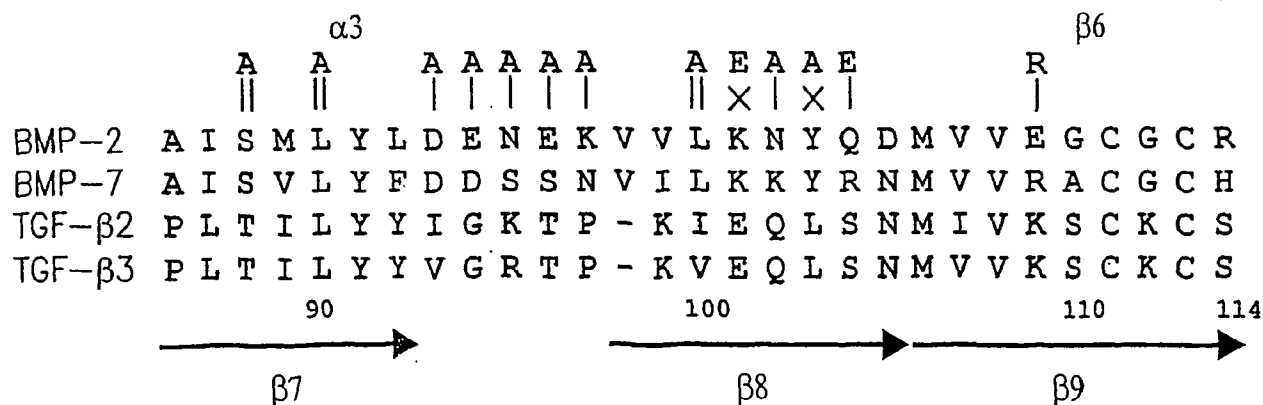 α3 β6
A A A A A A A A E A A E R
BMP-2 A I S M L Y L D E N E K V V L K N Y Q D M V V E G C G C R
BMP-7 A I S V L Y F D D S S N V I L K K Y R N M V V R A C G C H
TGF-β2 P L T I L Y Y I G K T P - K I E Q L S N M I V K S C K C S
TGF-β3 P L T I L Y Y V G R T P - K V E Q L S N M V V K S C K C S
90 100 110 114
β7 β8 β9